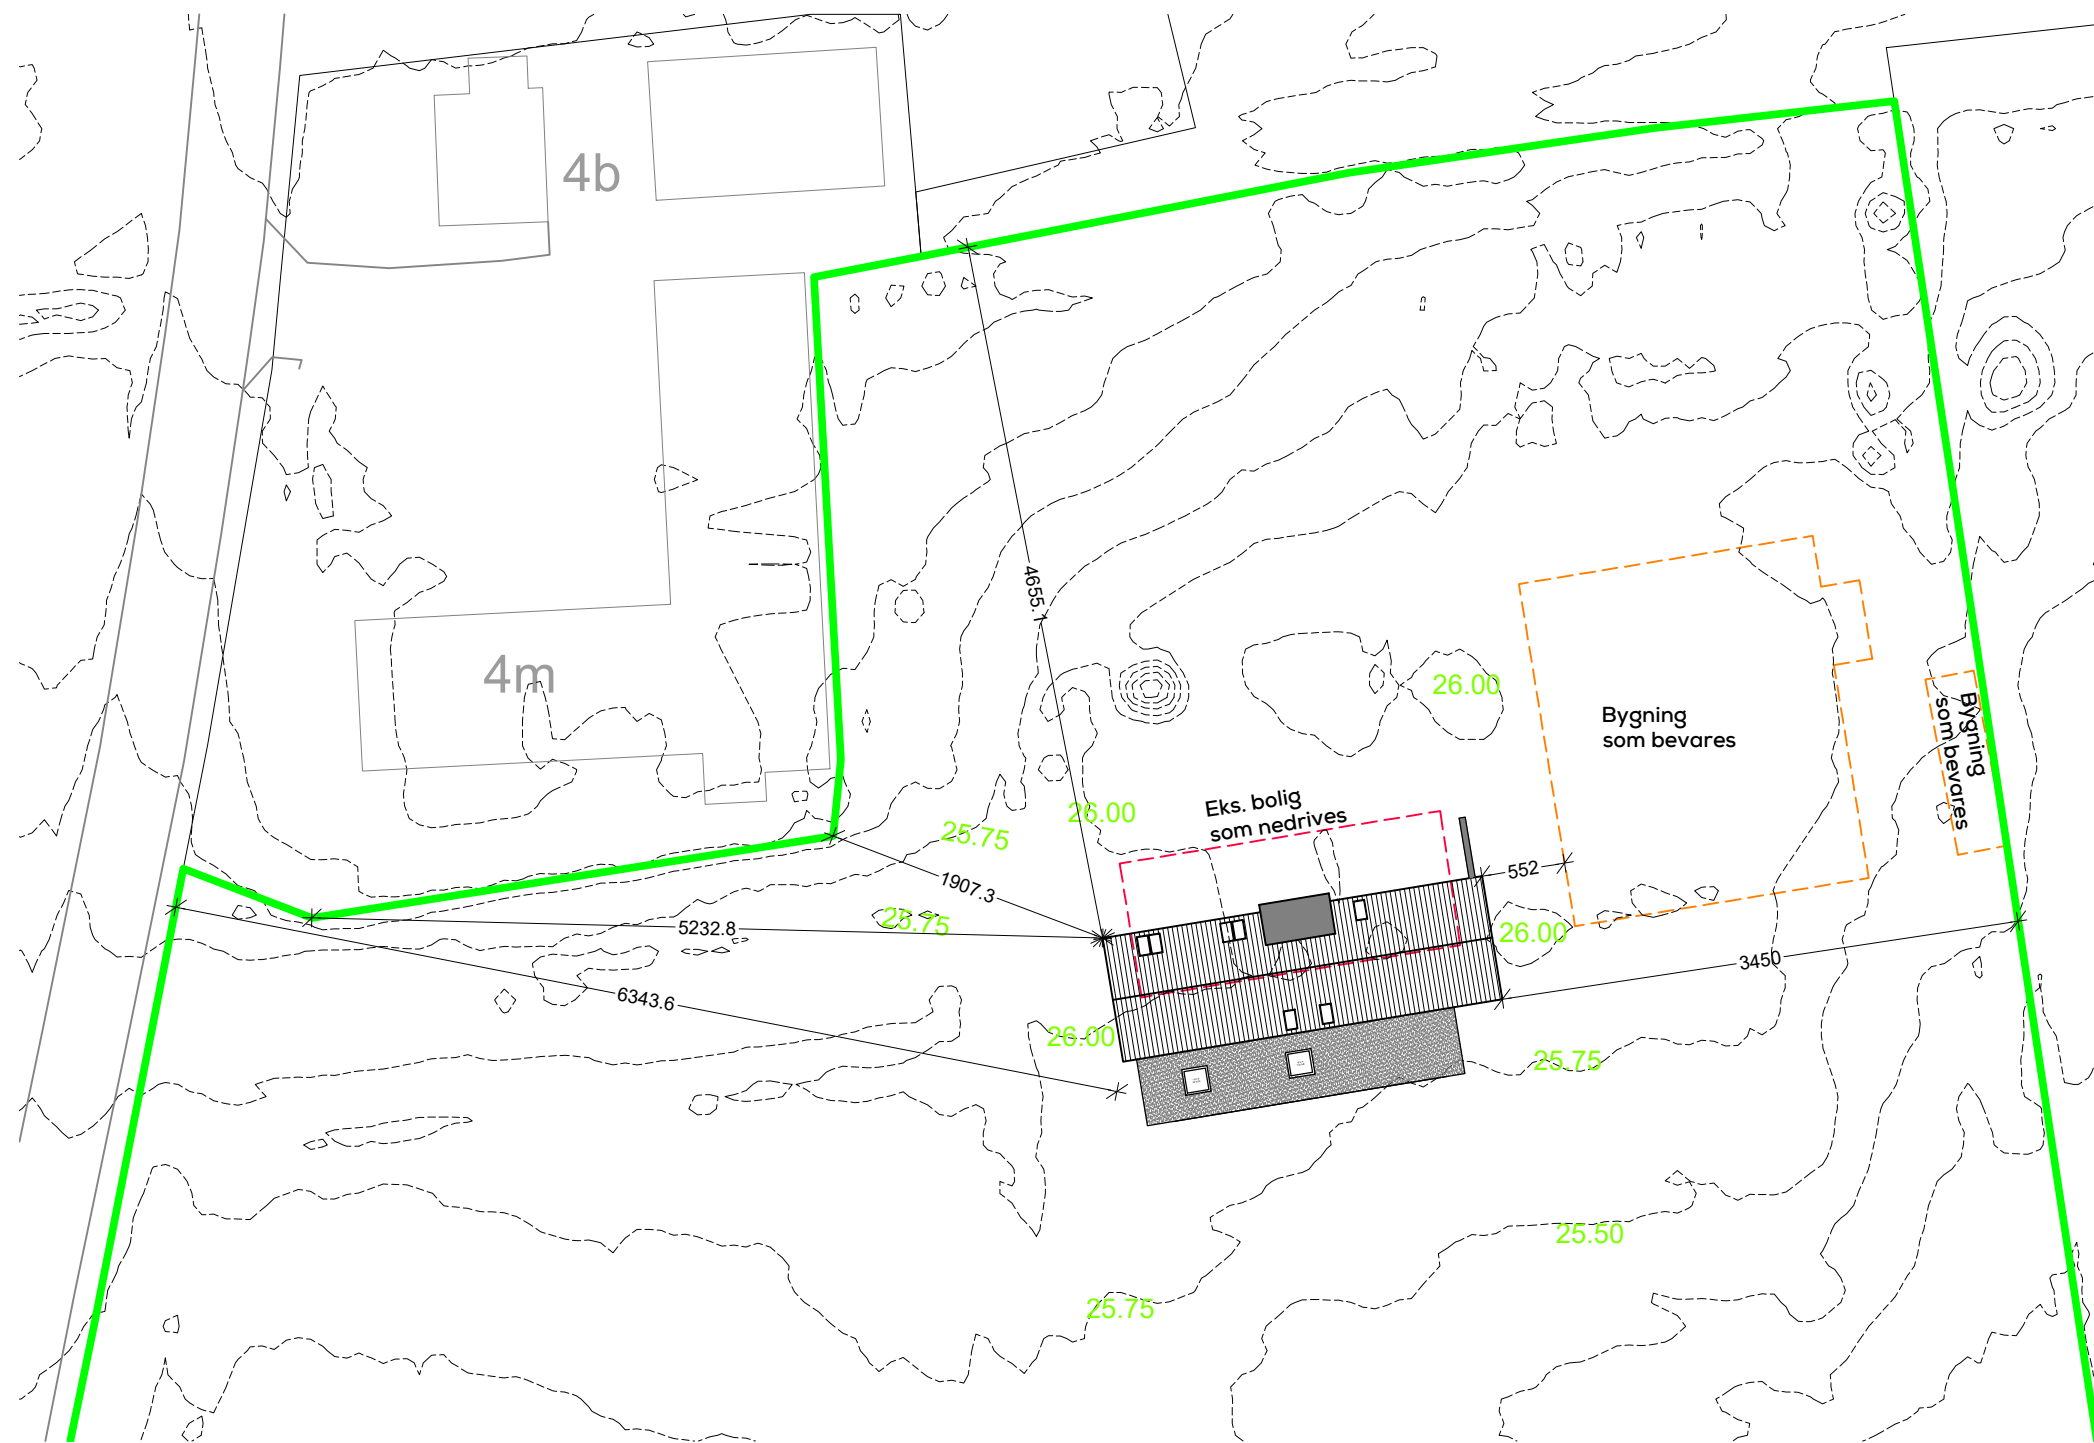 4b
4m
4655.1
26.00
Bygning
som bevares
Bygning
som bevares
Eks. bolig
som nedrives
26.00
25.75
1907.3
552
25.75
5232.8
26.00
3450
6343.6
26.00
25.75
25.50
25.75